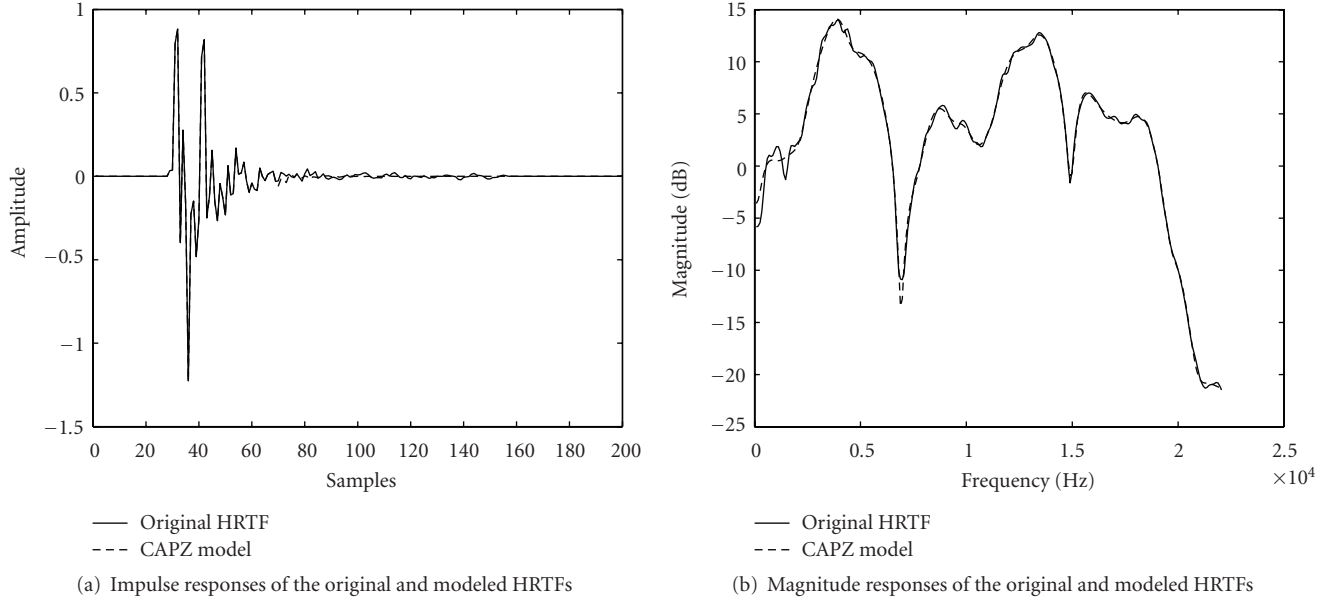 1
0.5
0
−0.5
−1
−1.5
Amplitude
0 20 40 60 80 100 120 140 160 180 200
Samples
Original HRTF
CAPZ model
(a) Impulse responses of the original and modeled HRTFs
15
10
5
0
−5
−10
−15
−20
−25
Magnitude (dB)
0 0.5 1 1.5 2 2.5
×10⁴
Frequency (Hz)
Original HRTF
CAPZ model
(b) Magnitude responses of the original and modeled HRTFs